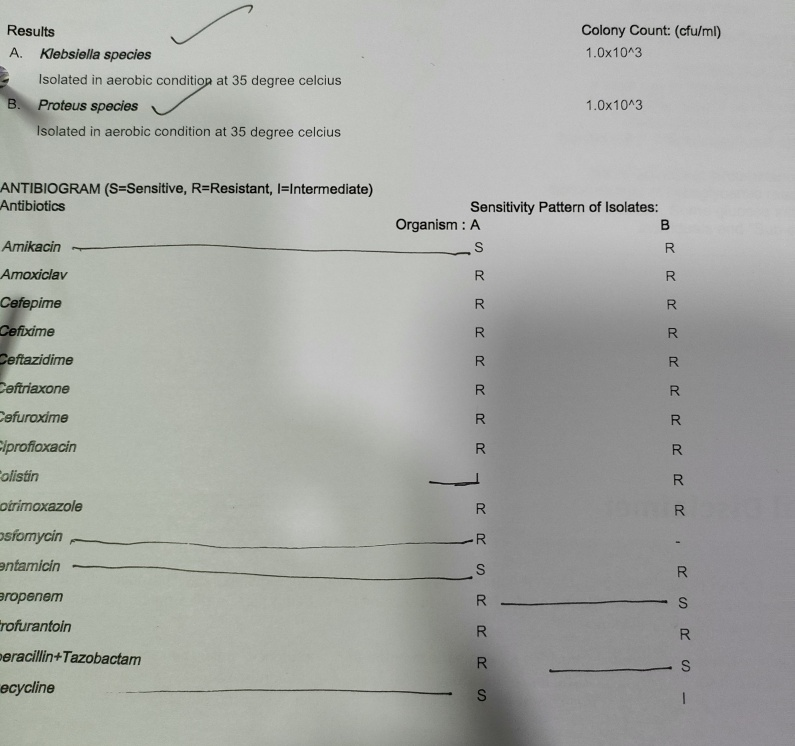 Results Colony Count: (cfu/ml)
A. Klebsiella species 1.0x10^3
Isolated in aerobic condition at 35 degree celcius
B. Proteus species 1.0x10^3
Isolated in aerobic condition at 35 degree celcius
ANTIBIOGRAM (S=Sensitive, R=Resistant, I=Intermediate)
Antibiotics Sensitivity Pattern of Isolates:
Organism : A B
Amikacin S R
Amoxiclav R R
Cefepime R R
Cefixime R R
Ceftazidime R R
Ceftriaxone R R
Cefuroxime R R
Ciprofloxacin R R
olistin I R
otrimoxazole R R
osfomycin R -
entamicin S R
eropenem R S
trofurantoin R R
peracillin+Tazobactam R S
ecycline S I